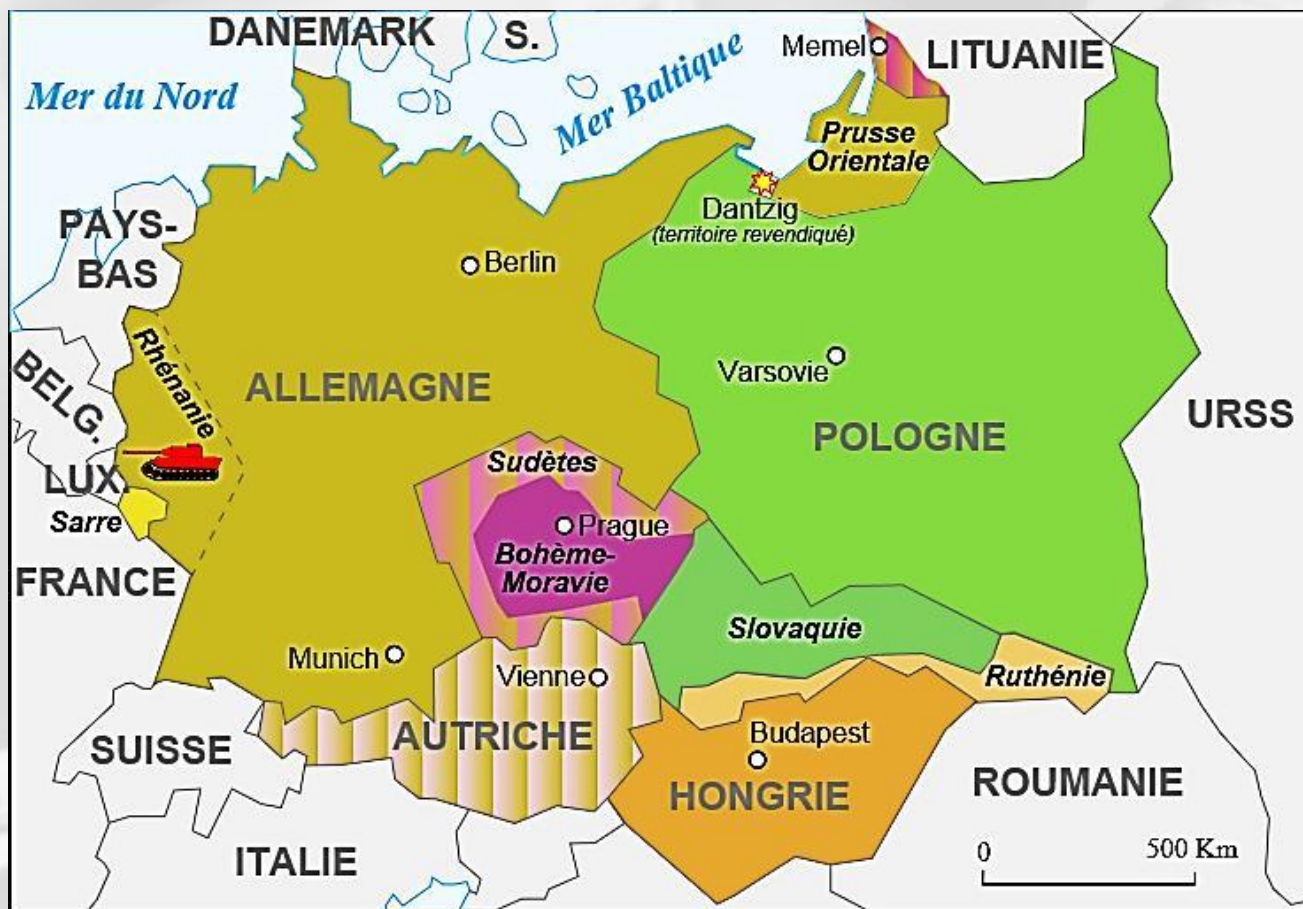 DANEMARK
S.
Memel
LITUANIE
Mer du Nord
Mer Baltique
Prusse
Orientale
PAYS-
BAS
Dantzig
(territoire revendiqué)
Berlin
Rhénanie
BELG.
ALLEMAGNE
Varsovie
URSS
POLOGNE
LUX.
Sudètes
Sarre
Prague
Bohème-
Moravie
FRANCE
Slovaquie
Munich
Vienne
Ruthénie
SUISSE
AUTRICHE
Budapest
HONGRIE
ROUMANIE
ITALIE
0 500 Km